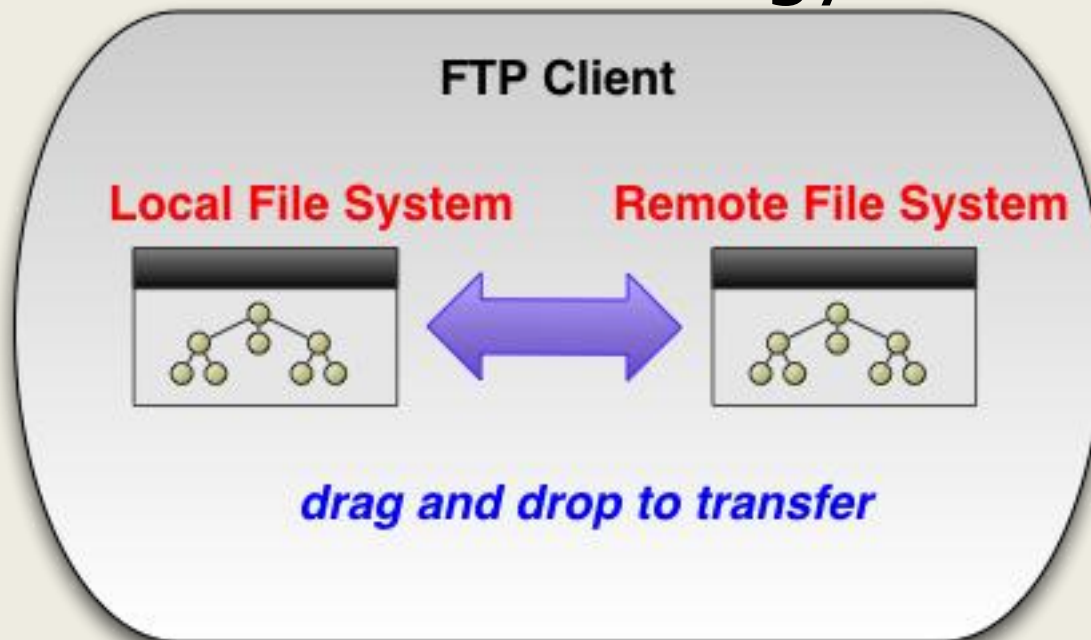 FTP Client
Local File System Remote File System
drag and drop to transfer